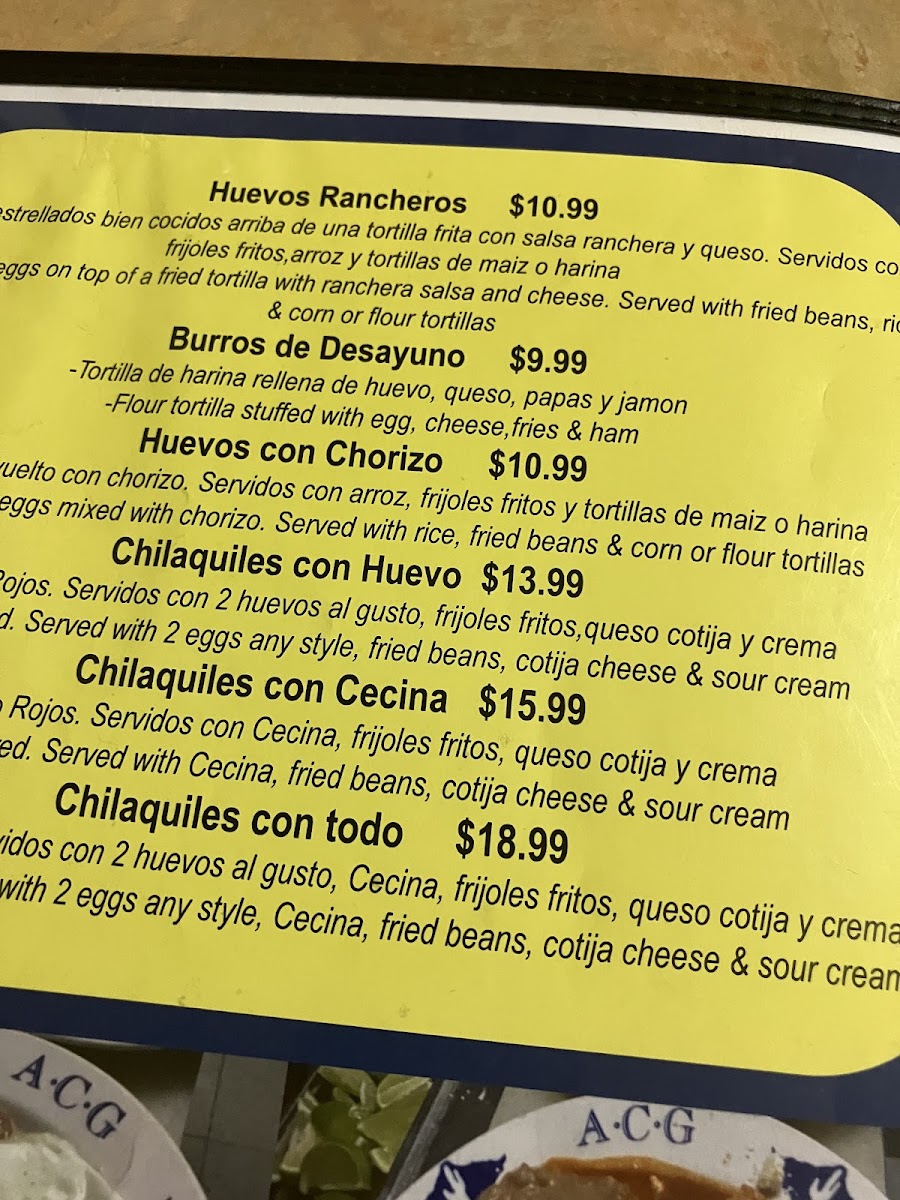 Huevos Rancheros $10.99
estrellados bien cocidos arriba de una tortilla frita con salsa ranchera y queso. Servidos
frijoles fritos,arroz y tortillas de maiz o harina
eggs on top of a fried tortilla with ranchera salsa and cheese. Served with fried beans,
& corn or flour tortillas
Burros de Desayuno $9.99
-Tortilla de harina rellena de huevo, queso, papas y jamon
-Flour tortilla stuffed with egg, cheese,fries & ham
Huevos con Chorizo $10.99
con chorizo. Servidos con arroz, frijoles fritos y tortillas de maiz o harina
eggs mixed with chorizo. Served with rice, fried beans & corn or flour tortillas
Chilaquiles con Huevo $13.99
Rojos. Servidos con 2 huevos al gusto, frijoles fritos,queso cotija y crema
Served with 2 eggs any style, fried beans, cotija cheese & sour cream
Chilaquiles con Cecina $15.99
Rojos. Servidos con Cecina, frijoles fritos, queso cotija y crema
Served with Cecina, fried beans, cotija cheese & sour cream
Chilaquiles con todo $18.99
con 2 huevos al gusto, Cecina, frijoles fritos, queso cotija y crema
with 2 eggs any style, Cecina, fried beans, cotija cheese & sour cream
A·C·G
A·C·G